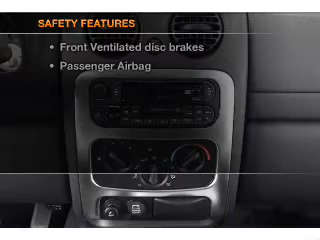 SAFETY FEATURES
• Front Ventilated disc brakes
• Passenger Airbag